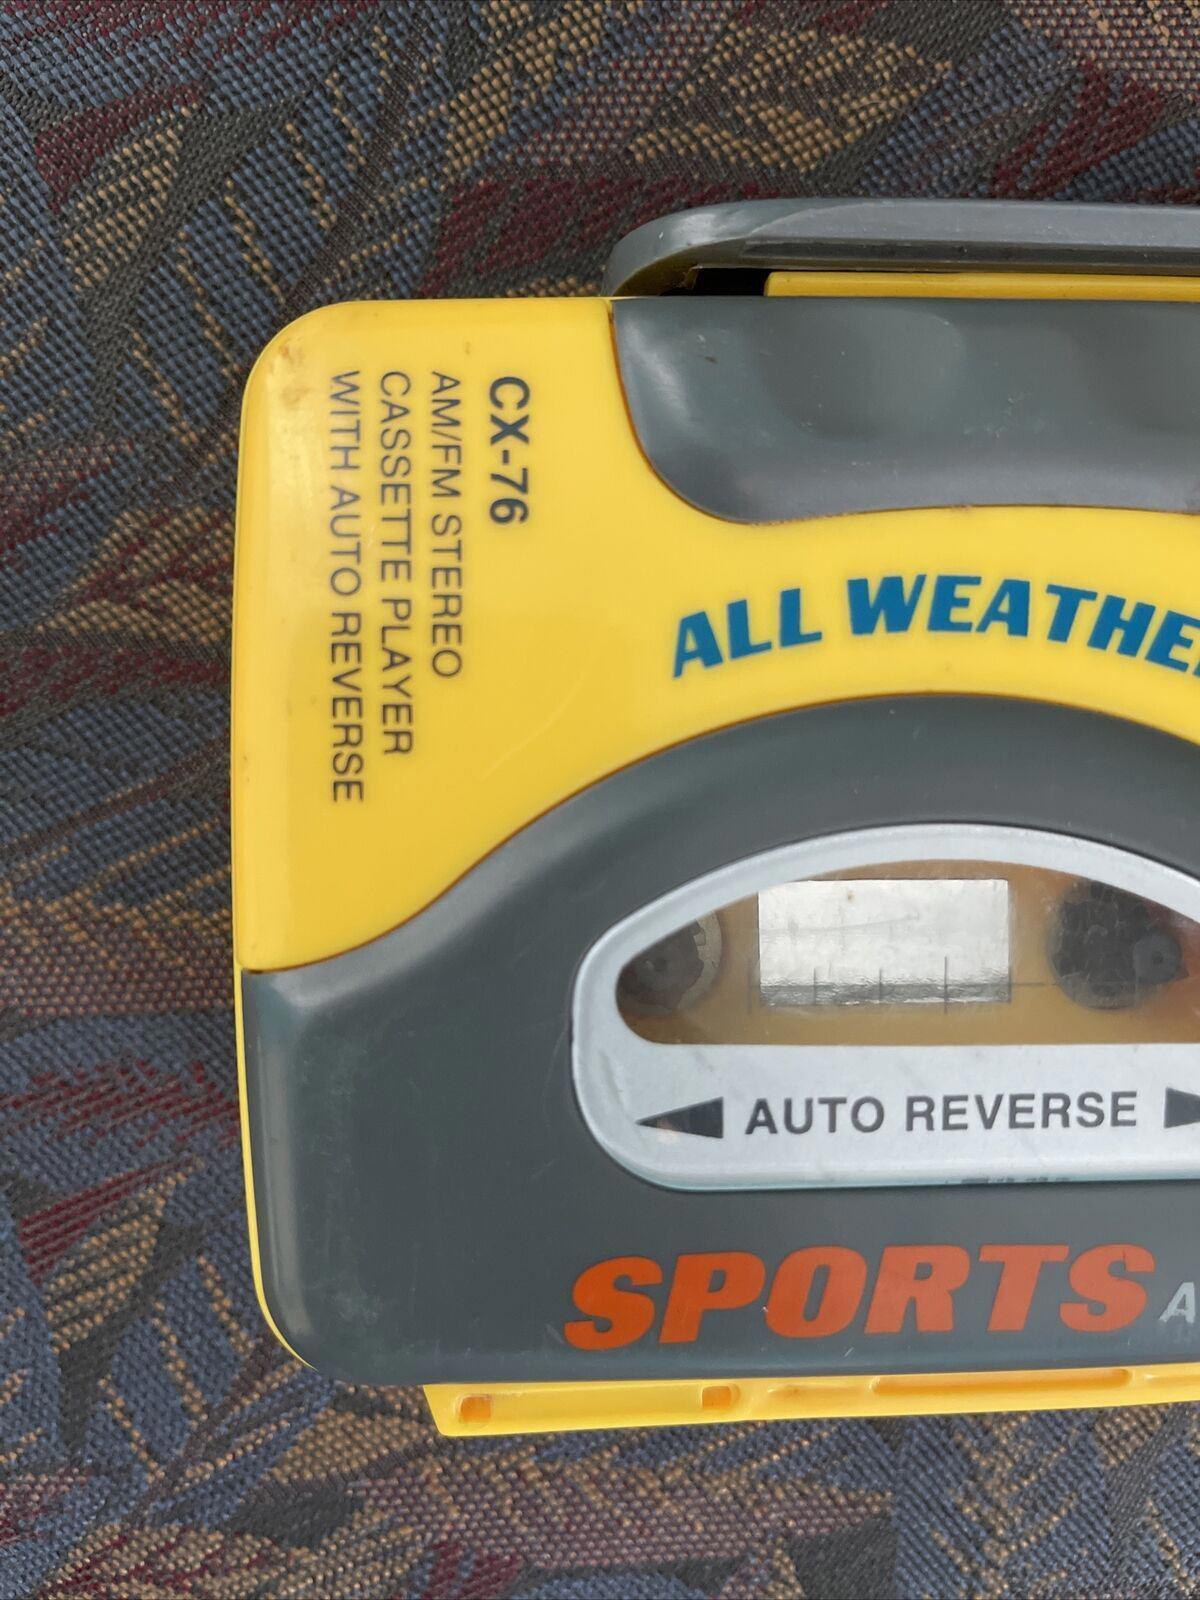 CX-76
AM/FM STEREO
CASSETTE PLAYER
WITH AUTO REVERSE
ALL WEATHE
AUTO REVERSE
SPORTS A